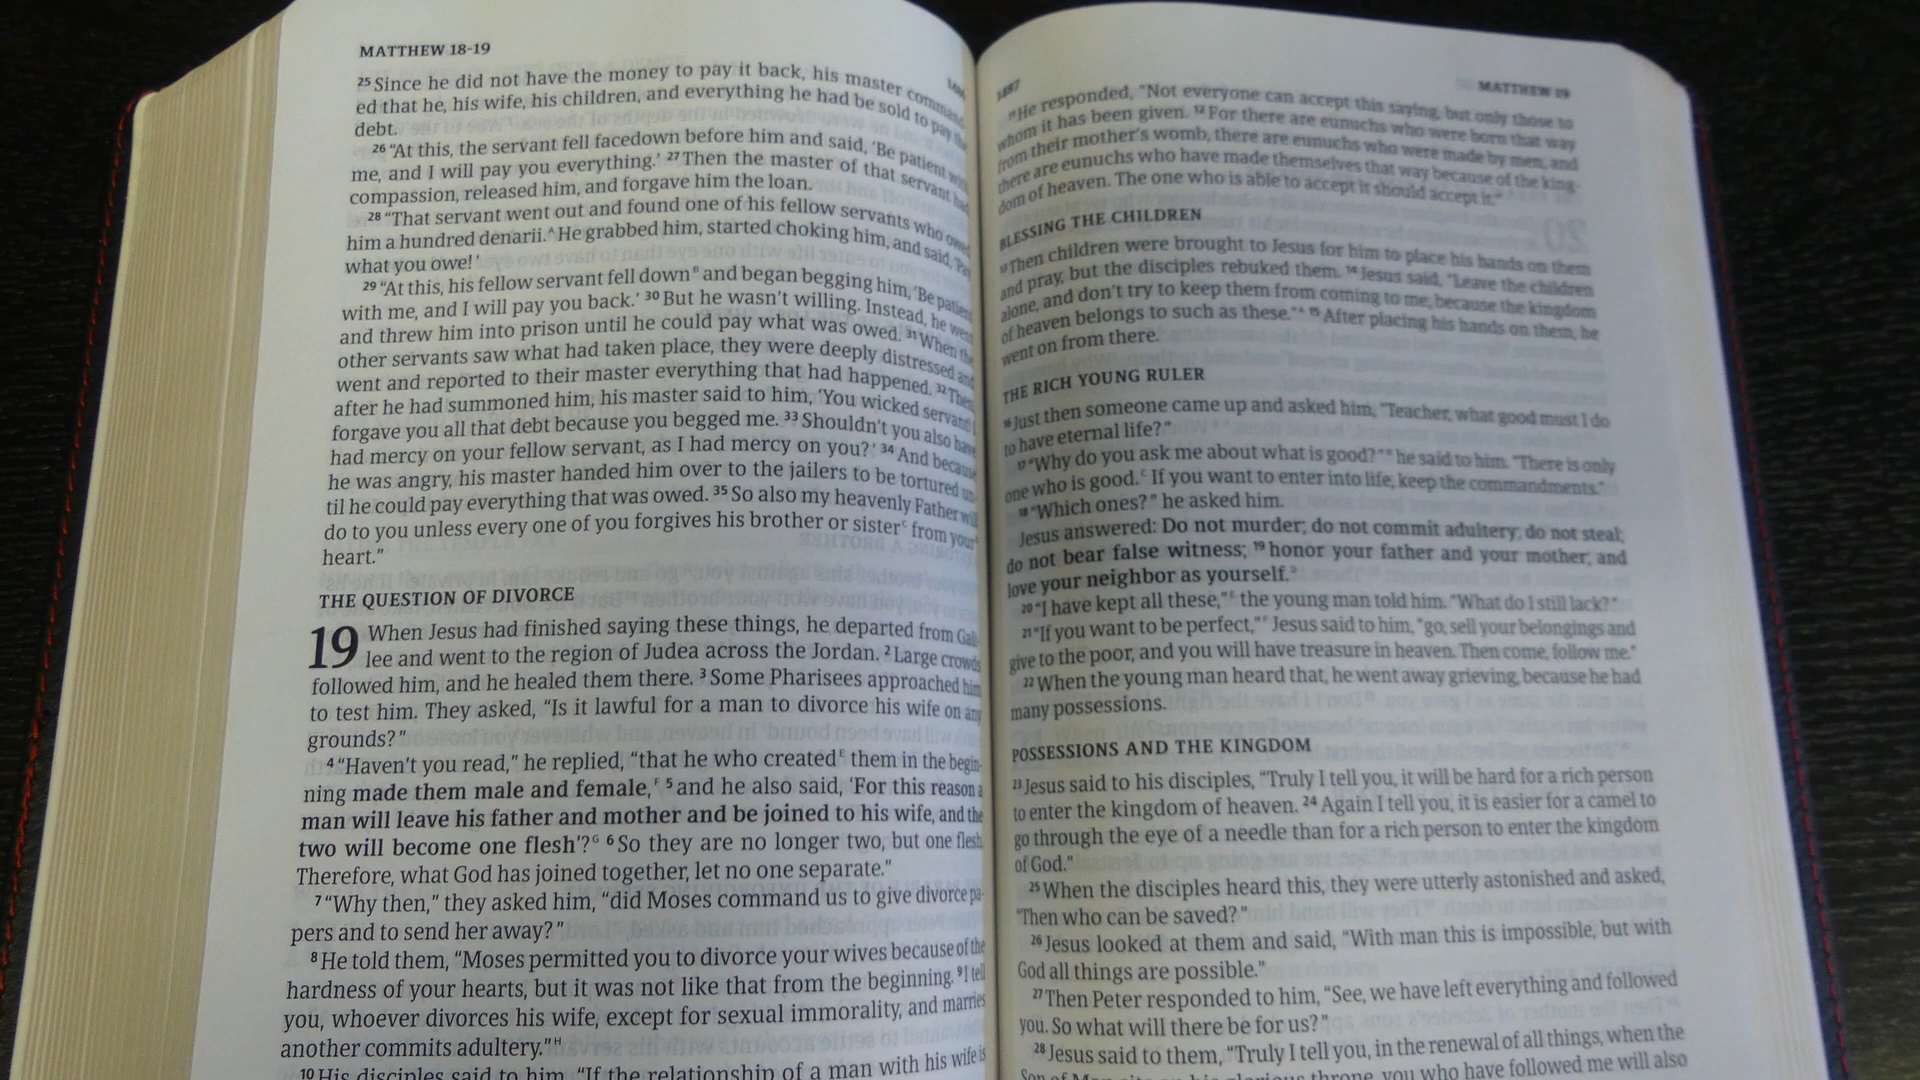 MATTHEW 18-19
25 Since he did not have the money to pay it back, his master command-
ed that he, his wife, his children, and everything he had be sold to pay the
debt.
26 “At this, the servant fell facedown before him and said, ‘Be patient with
me, and I will pay you everything.’ 27 Then the master of that servant had
compassion, released him, and forgave him the loan.
28 “That servant went out and found one of his fellow servants who owed
him a hundred denarii.A He grabbed him, started choking him, and said, ‘Pay
what you owe!’
29 “At this, his fellow servant fell downB and began begging him, ‘Be patient
with me, and I will pay you back.’ 30 But he wasn't willing. Instead, he went
and threw him into prison until he could pay what was owed. 31 When the
other servants saw what had taken place, they were deeply distressed and
went and reported to their master everything that had happened. 32 Then,
after he had summoned him, his master said to him, ‘You wicked servant! I
forgave you all that debt because you begged me. 33 Shouldn't you also have
had mercy on your fellow servant, as I had mercy on you?’ 34 And because
he was angry, his master handed him over to the jailers to be tortured un-
til he could pay everything that was owed. 35 So also my heavenly Father will
do to you unless every one of you forgives his brother or sisterC from your
heart.”
THE QUESTION OF DIVORCE
19 When Jesus had finished saying these things, he departed from Gali-
lee and went to the region of Judea across the Jordan. 2 Large crowds
followed him, and he healed them there. 3 Some Pharisees approached him
to test him. They asked, “Is it lawful for a man to divorce his wife on any
grounds?”
4 “Haven't you read,” he replied, “that he who createdE them in the begin-
ning made them male and female,F 5 and he also said, ‘For this reason a
man will leave his father and mother and be joined to his wife, and the
two will become one flesh’?G 6 So they are no longer two, but one flesh.
Therefore, what God has joined together, let no one separate.”
7 “Why then,” they asked him, “did Moses command us to give divorce pa-
pers and to send her away?”
8 He told them, “Moses permitted you to divorce your wives because of the
hardness of your hearts, but it was not like that from the beginning. 9 I tell
you, whoever divorces his wife, except for sexual immorality, and marries
another commits adultery.”H
10 His disciples said to him, “If the relationship of a man with his wife is
1487
MATTHEW 19
11 He responded, “Not everyone can accept this saying, but only those to
whom it has been given. 12 For there are eunuchs who were born that way
from their mother's womb, there are eunuchs who were made by men, and
there are eunuchs who have made themselves that way because of the king-
dom of heaven. The one who is able to accept it should accept it.”
BLESSING THE CHILDREN
13 Then children were brought to Jesus for him to place his hands on them
and pray, but the disciples rebuked them. 14 Jesus said, “Leave the children
alone, and don't try to keep them from coming to me, because the kingdom
of heaven belongs to such as these.”A 15 After placing his hands on them, he
went on from there.
THE RICH YOUNG RULER
16 Just then someone came up and asked him, “Teacher, what good must I do
to have eternal life?”
17 “Why do you ask me about what is good?”B he said to him. “There is only
one who is good.C If you want to enter into life, keep the commandments.”
18 “Which ones?” he asked him.
Jesus answered: Do not murder; do not commit adultery; do not steal;
do not bear false witness; 19 honor your father and your mother; and
love your neighbor as yourself.D
20 “I have kept all these,”E the young man told him. “What do I still lack?”
21 “If you want to be perfect,”F Jesus said to him, “go, sell your belongings and
give to the poor, and you will have treasure in heaven. Then come, follow me.”
22 When the young man heard that, he went away grieving, because he had
many possessions.
POSSESSIONS AND THE KINGDOM
23 Jesus said to his disciples, “Truly I tell you, it will be hard for a rich person
to enter the kingdom of heaven. 24 Again I tell you, it is easier for a camel to
go through the eye of a needle than for a rich person to enter the kingdom
of God.”
25 When the disciples heard this, they were utterly astonished and asked,
“Then who can be saved?”
26 Jesus looked at them and said, “With man this is impossible, but with
God all things are possible.”
27 Then Peter responded to him, “See, we have left everything and followed
you. So what will there be for us?”
28 Jesus said to them, “Truly I tell you, in the renewal of all things, when the
Son of Man sits on his glorious throne, you who have followed me will also